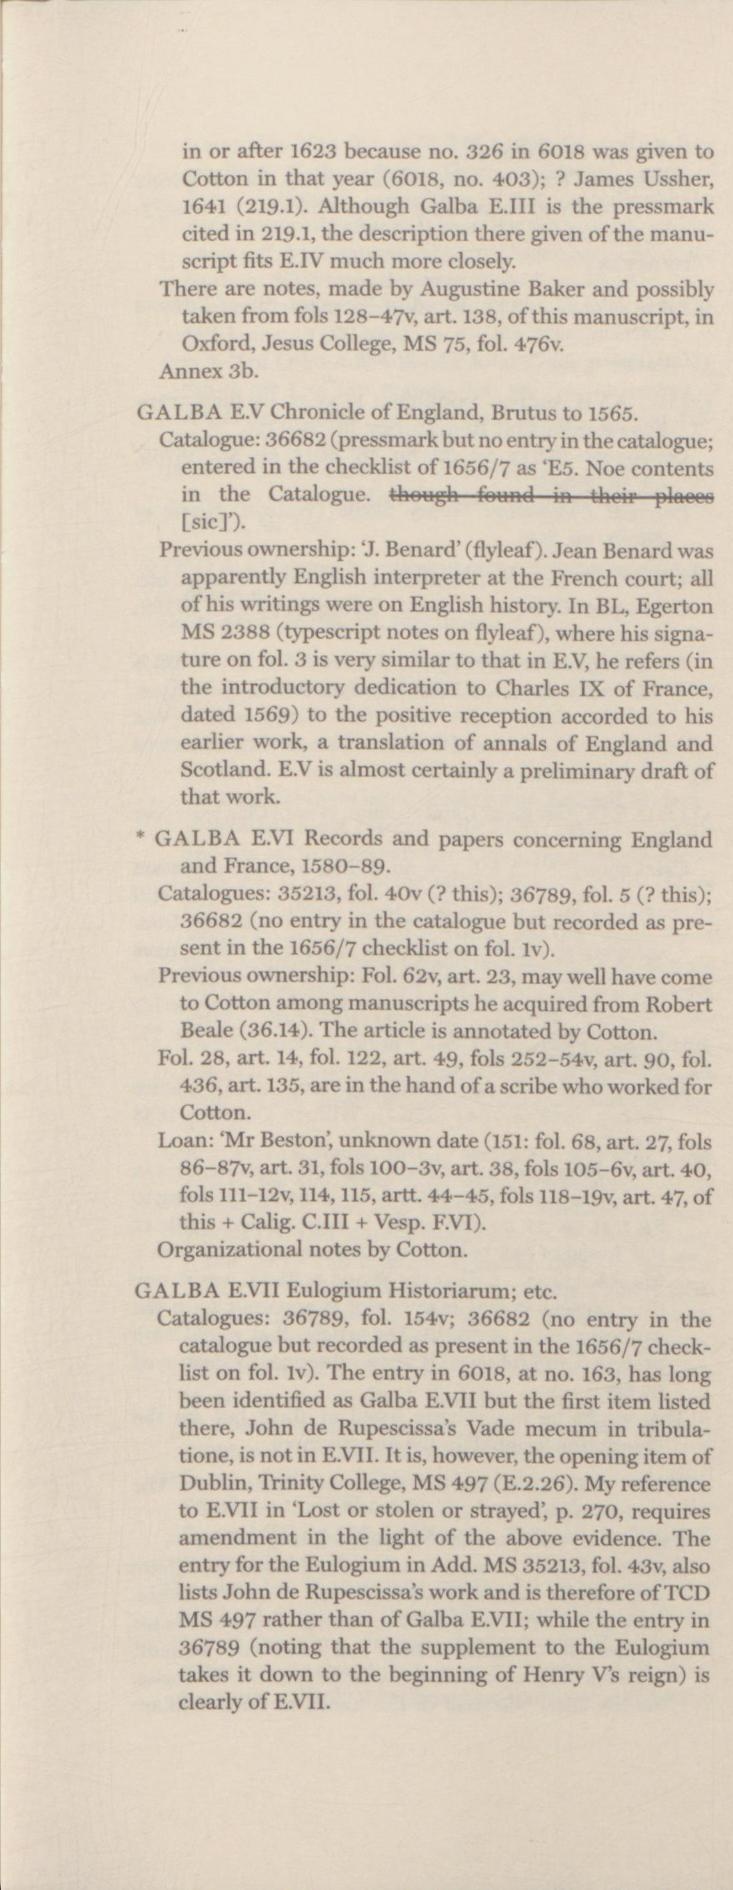 in or after 1623 because no. 326 in 6018 was given to
Cotton in that year (6018, no. 403); ? James Ussher,
1641 (219.1). Although Galba E.III is the pressmark
cited in 219.1, the description there given of the manu-
script fits E.IV much more closely.
There are notes, made by Augustine Baker and possibly
taken from fols 128–47v, art. 138, of this manuscript, in
Oxford, Jesus College, MS 75, fol. 476v.
Annex 3b.
GALBA E.V Chronicle of England, Brutus to 1565.
Catalogue: 36682 (pressmark but no entry in the catalogue;
entered in the checklist of 1656/7 as ‘E5. Noe contents
in the Catalogue. though found in their places
[sic]’).
Previous ownership: ‘J. Benard’ (flyleaf). Jean Benard was
apparently English interpreter at the French court; all
of his writings were on English history. In BL, Egerton
MS 2388 (typescript notes on flyleaf), where his signa-
ture on fol. 3 is very similar to that in E.V, he refers (in
the introductory dedication to Charles IX of France,
dated 1569) to the positive reception accorded to his
earlier work, a translation of annals of England and
Scotland. E.V is almost certainly a preliminary draft of
that work.
* GALBA E.VI Records and papers concerning England
and France, 1580–89.
Catalogues: 35213, fol. 40v (? this); 36789, fol. 5 (? this);
36682 (no entry in the catalogue but recorded as pre-
sent in the 1656/7 checklist on fol. 1v).
Previous ownership: Fol. 62v, art. 23, may well have come
to Cotton among manuscripts he acquired from Robert
Beale (36.14). The article is annotated by Cotton.
Fol. 28, art. 14, fol. 122, art. 49, fols 252–54v, art. 90, fol.
436, art. 135, are in the hand of a scribe who worked for
Cotton.
Loan: ‘Mr Beston’, unknown date (151: fol. 68, art. 27, fols
86–87v, art. 31, fols 100–3v, art. 38, fols 105–6v, art. 40,
fols 111–12v, 114, 115, artt. 44–45, fols 118–19v, art. 47, of
this + Calig. C.III + Vesp. F.VI).
Organizational notes by Cotton.
GALBA E.VII Eulogium Historiarum; etc.
Catalogues: 36789, fol. 154v; 36682 (no entry in the
catalogue but recorded as present in the 1656/7 check-
list on fol. 1v). The entry in 6018, at no. 163, has long
been identified as Galba E.VII but the first item listed
there, John de Rupescissa’s Vade mecum in tribula-
tione, is not in E.VII. It is, however, the opening item of
Dublin, Trinity College, MS 497 (E.2.26). My reference
to E.VII in ‘Lost or stolen or strayed’, p. 270, requires
amendment in the light of the above evidence. The
entry for the Eulogium in Add. MS 35213, fol. 43v, also
lists John de Rupescissa’s work and is therefore of TCD
MS 497 rather than of Galba E.VII; while the entry in
36789 (noting that the supplement to the Eulogium
takes it down to the beginning of Henry V’s reign) is
clearly of E.VII.